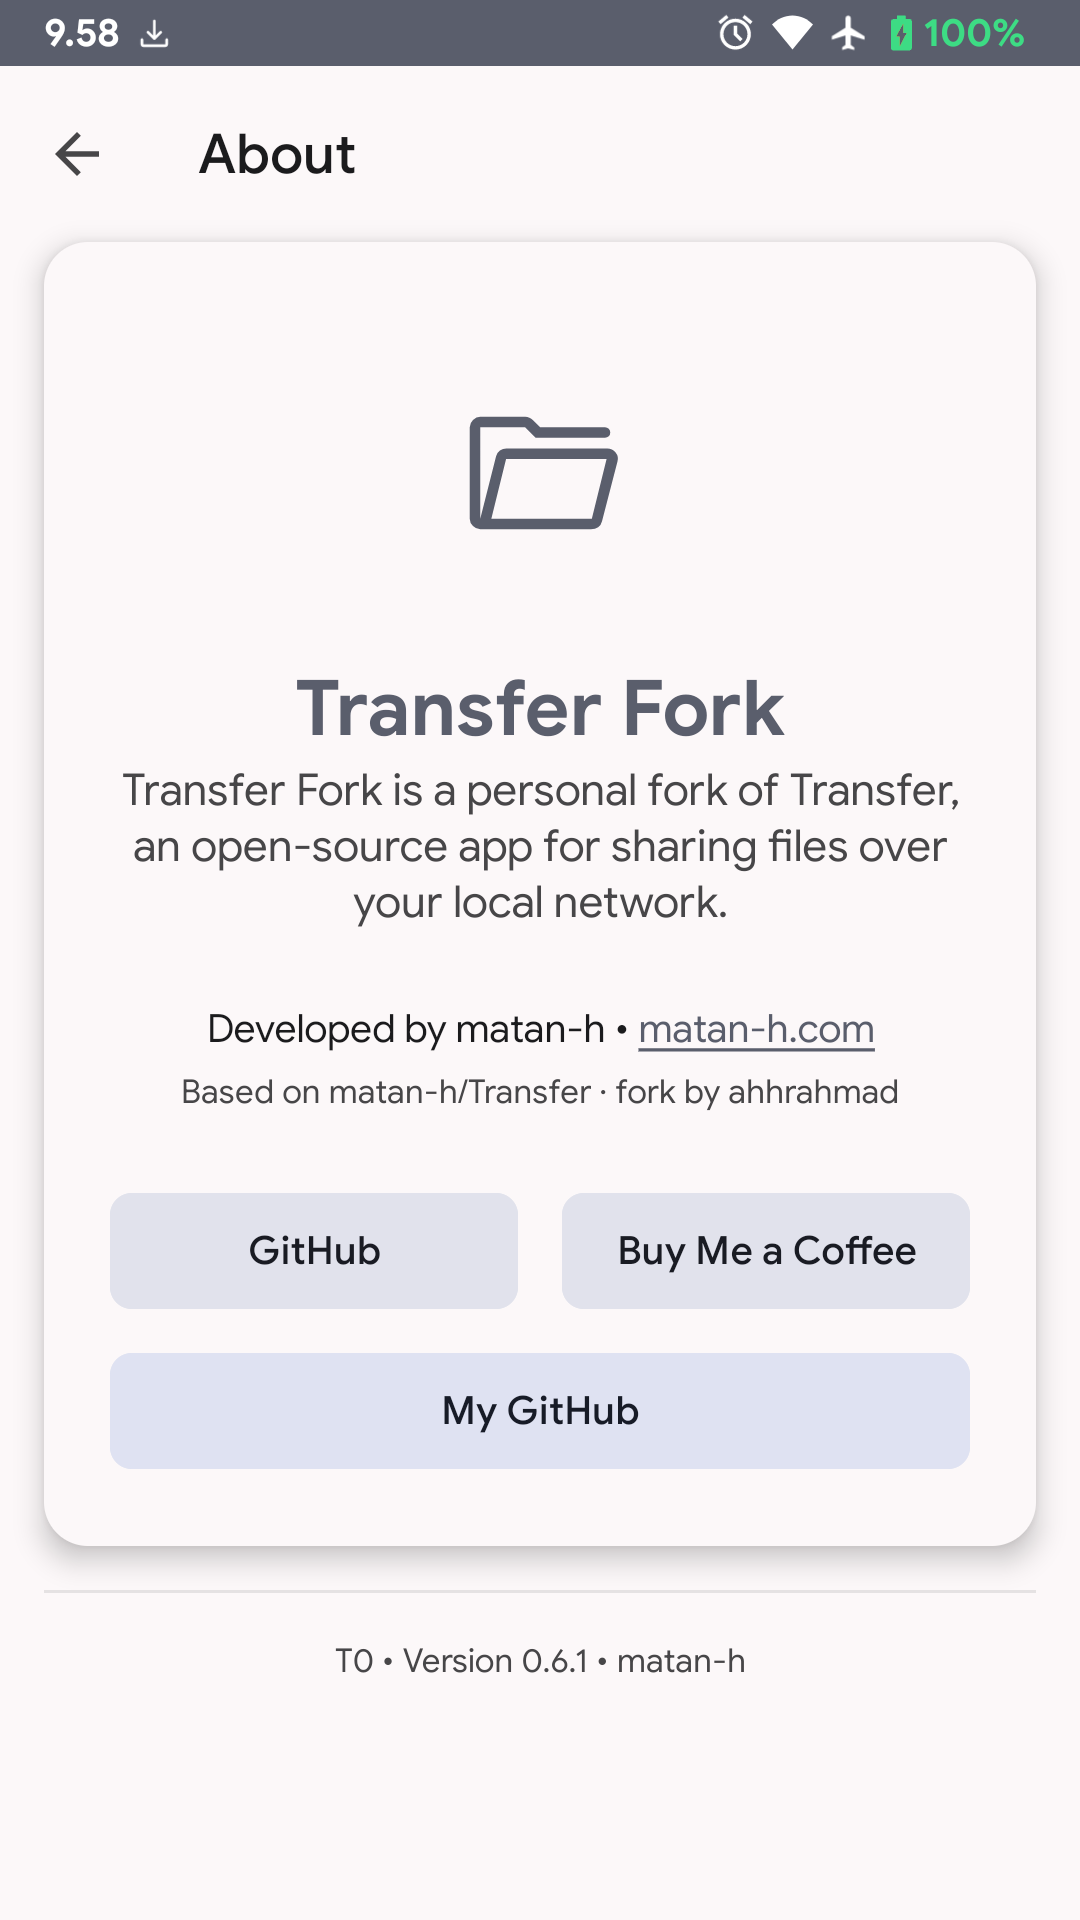 9.58
100%
About
Transfer Fork
Transfer Fork is a personal fork of Transfer,
an open-source app for sharing files over
your local network.
Developed by matan-h • matan-h.com
Based on matan-h/Transfer · fork by ahhrahmad
GitHub
Buy Me a Coffee
My GitHub
T0 • Version 0.6.1 • matan-h